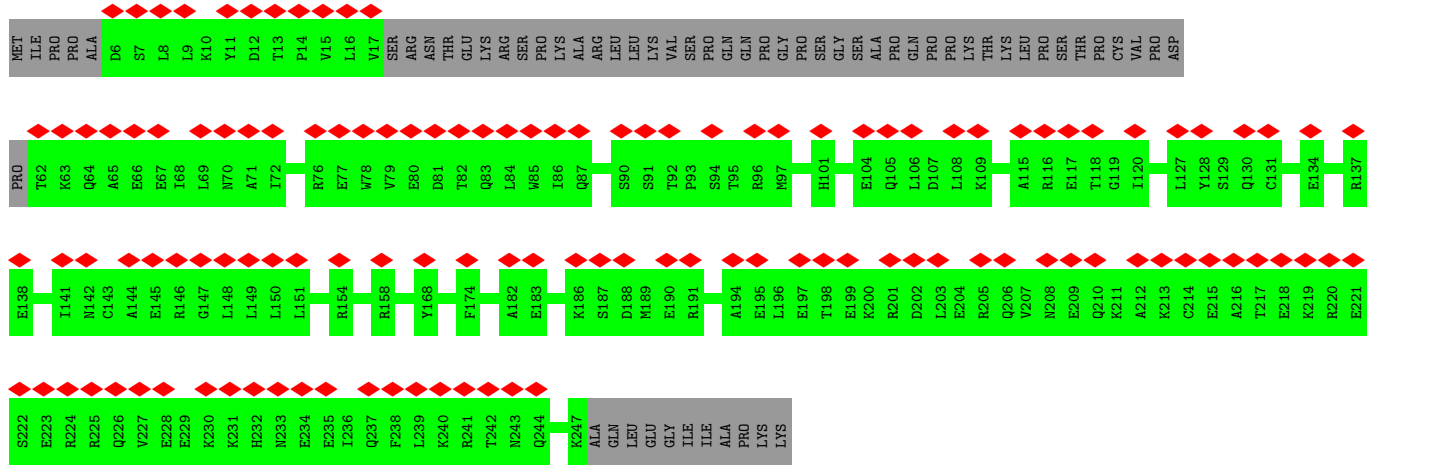 MET ILE PRO PRO ALA D6 S7 L8 L9 K10 Y11 D12 T13 P14 V15 L16 V17 SER ARG ASN THR GLU LYS ARG SER PRO LYS ALA ARG LEU LEU LYS VAL SER PRO GLN GLN PRO GLY PRO SER GLY SER ALA PRO GLN PRO PRO LYS THR LYS LEU PRO SER THR PRO CYS VAL PRO ASP
PRO T62 K63 Q64 A65 E66 E67 I68 L69 N70 A71 I72 R76 E77 W78 V79 E80 D81 T82 Q83 L84 W85 I86 Q87 S90 S91 T92 P93 S94 T95 R96 M97 H101 E104 Q105 L106 D107 L108 K109 A115 R116 E117 T118 G119 I120 L127 Y128 S129 Q130 C131 E134 R137
E138 I141 N142 C143 A144 E145 R146 G147 L148 L149 L150 L151 R154 R158 Y168 F174 A182 E183 K186 S187 D188 M189 E190 R191 A194 E195 L196 E197 T198 E199 K200 R201 D202 L203 E204 R205 Q206 V207 N208 E209 Q210 K211 A212 K213 C214 E215 A216 T217 E218 K219 R220 E221
S222 E223 R224 R225 Q226 V227 E228 E229 K230 K231 H232 N233 E234 E235 I236 Q237 F238 L239 K240 R241 T242 N243 Q244 K247 ALA GLN LEU GLU GLY ILE ILE ALA PRO LYS LYS